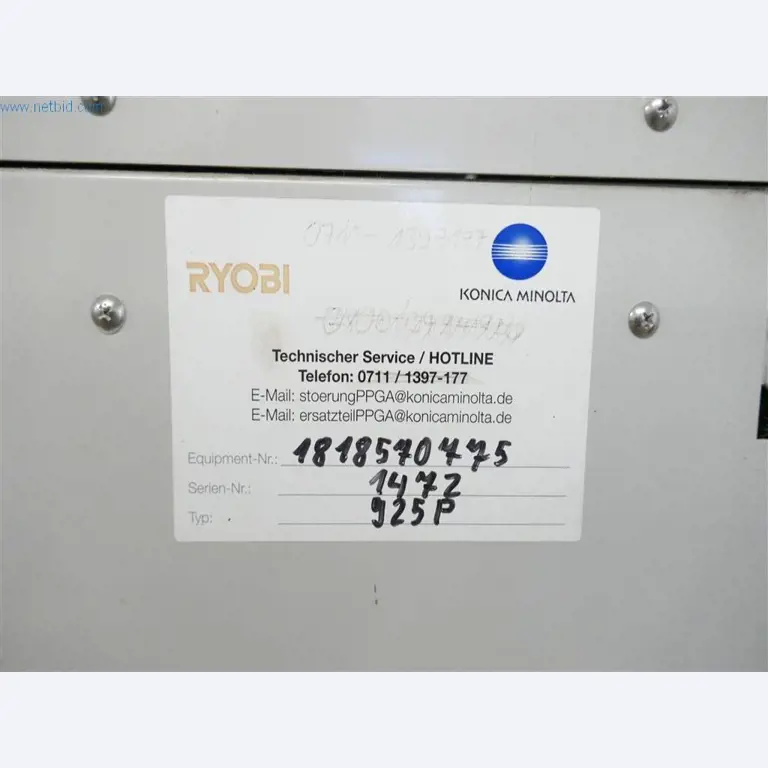 www.netbid.com
0711- 1397177
RYOBI
KONICA MINOLTA
Technischer Service / HOTLINE
Telefon: 0711 / 1397-177
E-Mail: stoerungPPGA@konicaminolta.de
E-Mail: ersatzteilPPGA@konicaminolta.de
Equipment-Nr.: 1818570475
Serien-Nr.: 1472
Typ: 925P